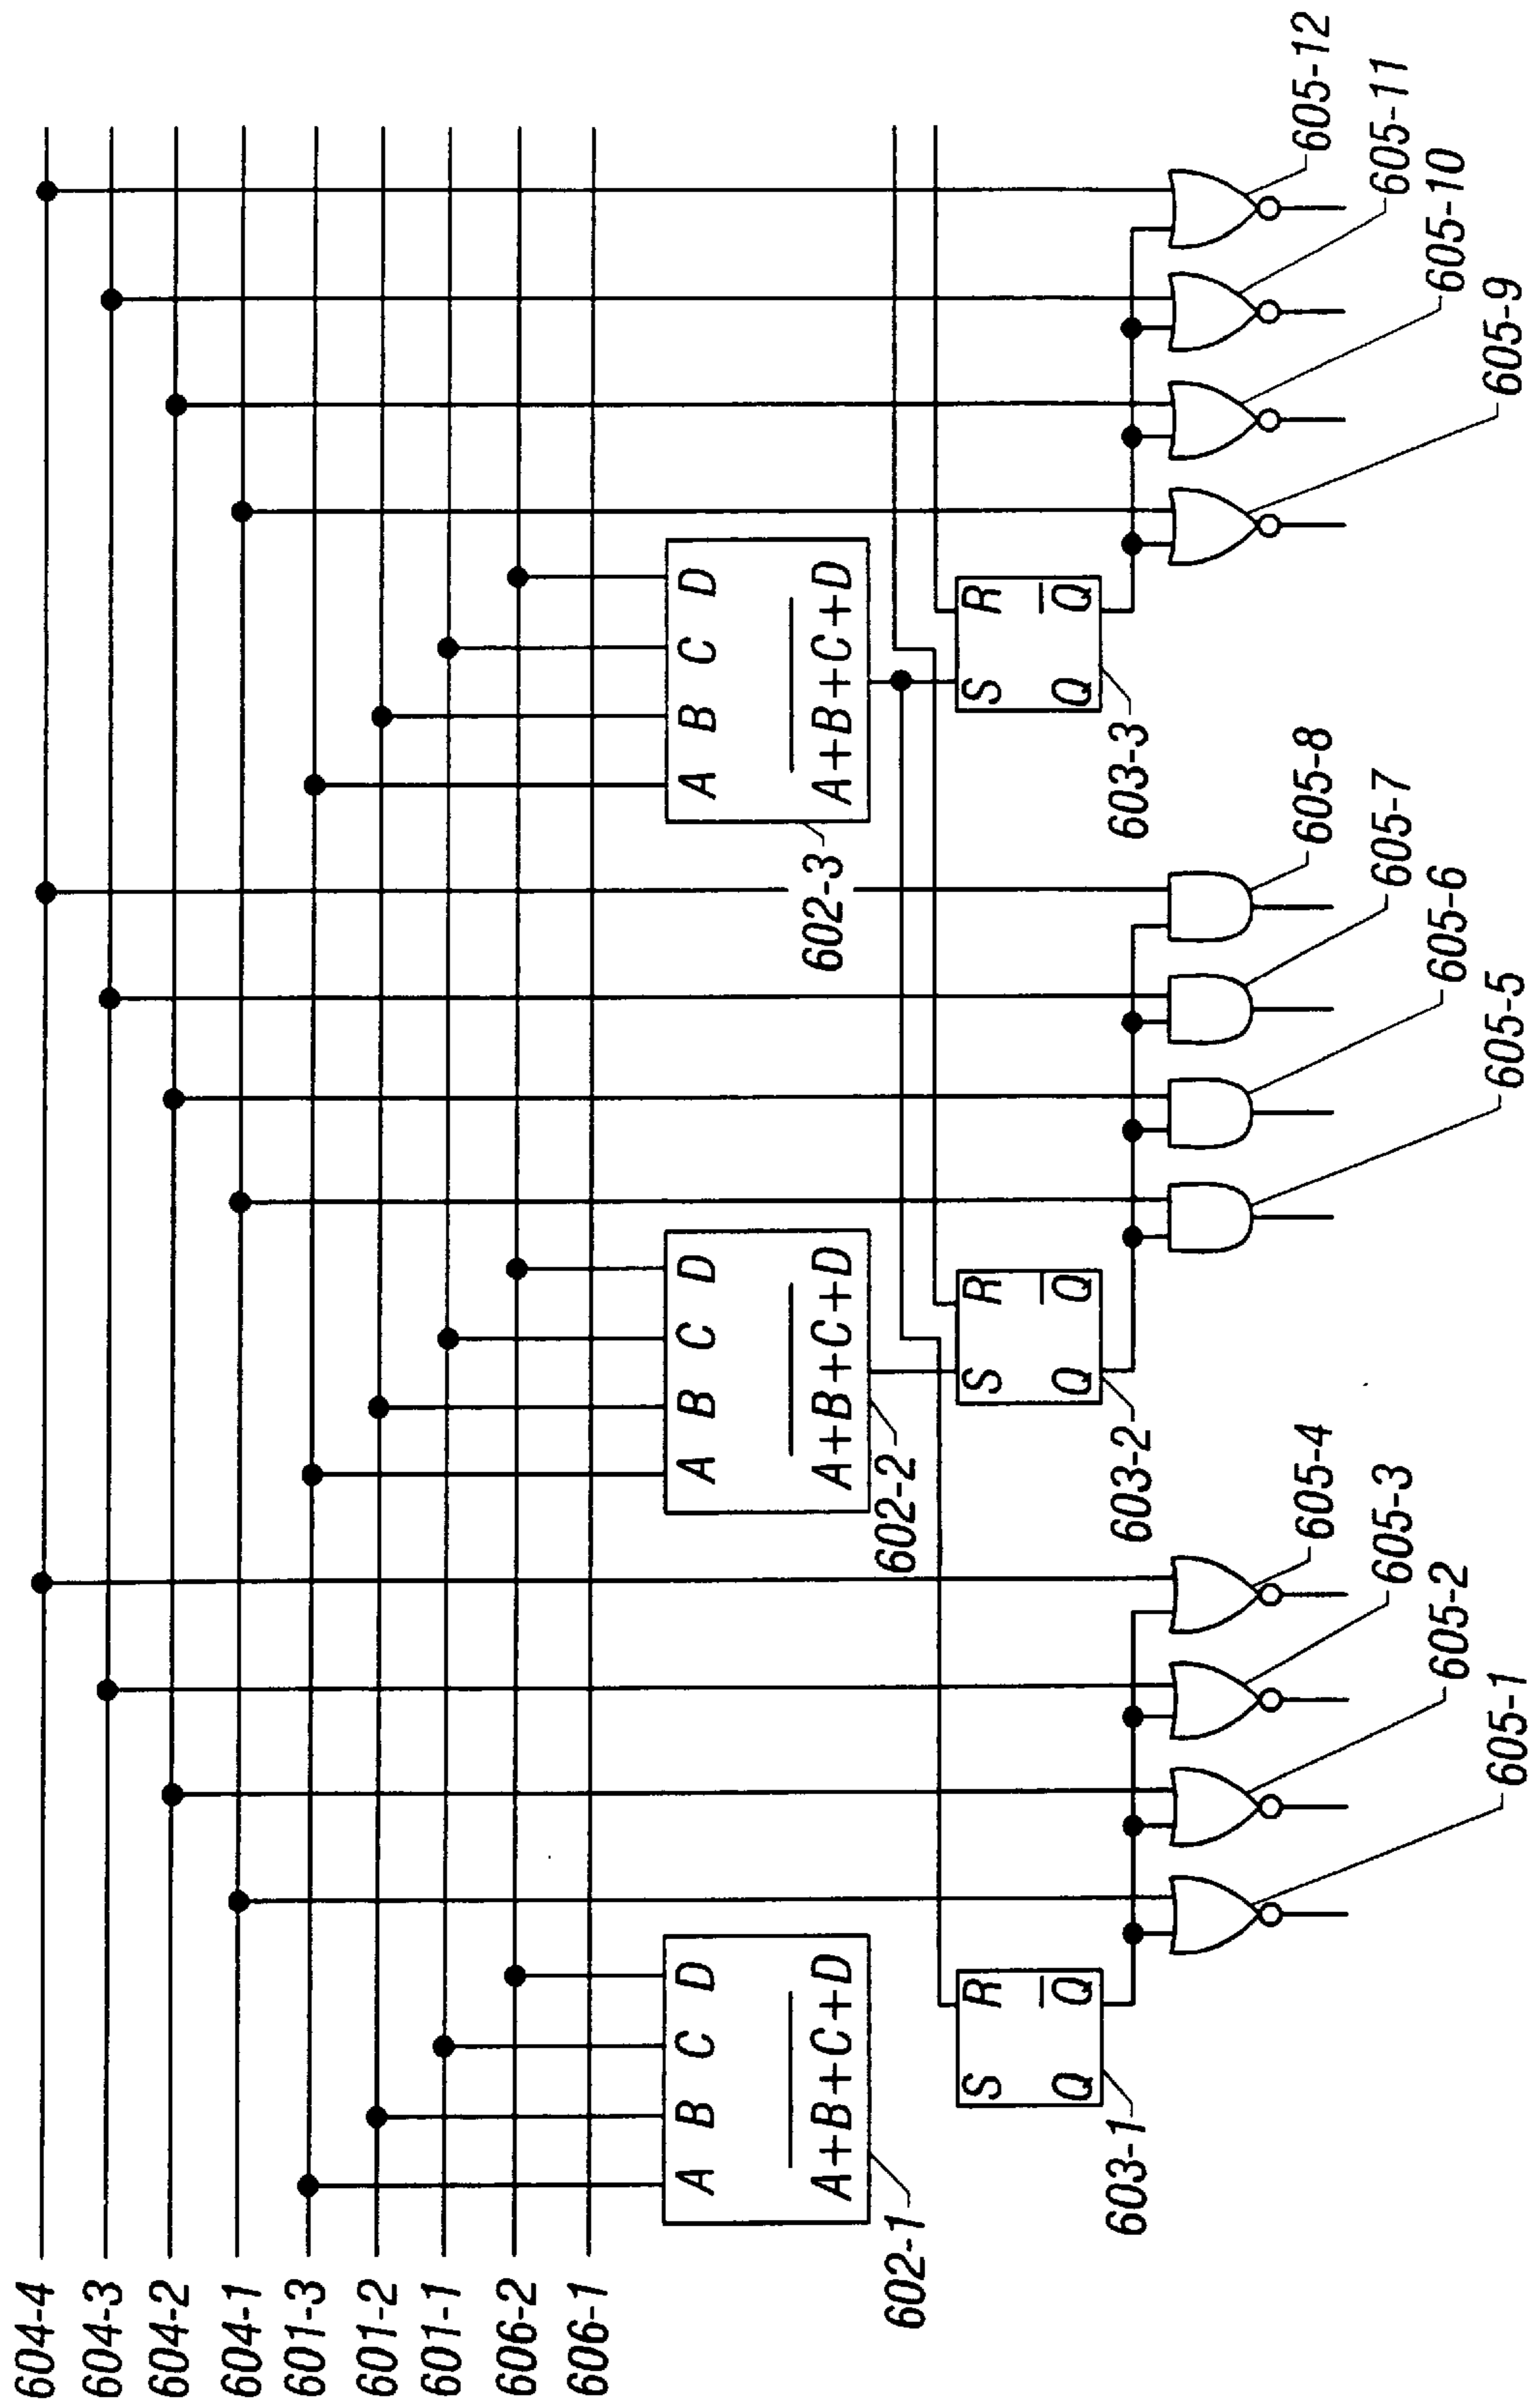 604-4
604-3
604-2
604-1
601-3
601-2
601-1
606-2
606-1
A B C D
A+B+C+D
602-1
A B C D
A+B+C+D
602-2
A B C D
A+B+C+D
602-3
S R
Q Q̅
603-1
S R
Q Q̅
603-2
S R
Q Q̅
603-3
605-4
605-3
605-2
605-1
605-8
605-7
605-6
605-5
605-12
605-11
605-10
605-9